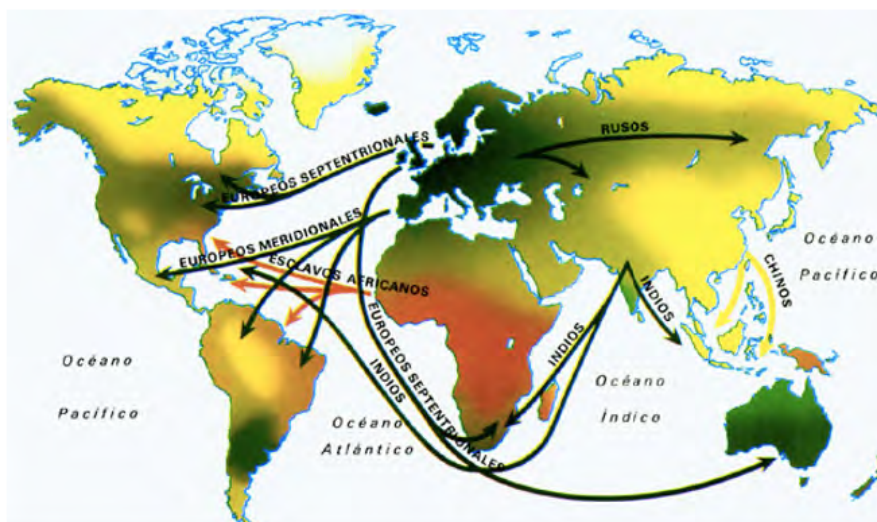 RUSOS
EUROPEOS SEPTENTRIONALES
EUROPEOS MERIDIONALES
ESCLAVOS AFRICANOS
CHINOS
Océano
Pacífico
INDIOS
INDIOS
INDIOS
EUROPEOS SEPTENTRIONALES
Océano
Pacífico
Océano
Atlántico
Océano
Índico